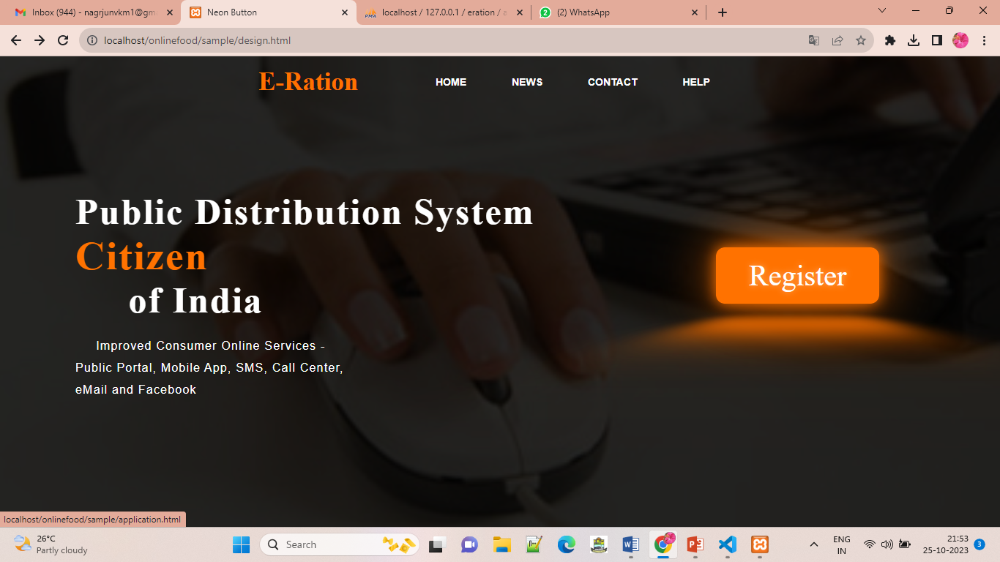 Inbox (944) - nagrjunvkm1@gm
Neon Button
localhost / 127.0.0.1 / eration / a
(2) WhatsApp
localhost/onlinefood/sample/design.html
E-Ration
HOME
NEWS
CONTACT
HELP
Public Distribution System
Citizen
of India
Register
Improved Consumer Online Services -
Public Portal, Mobile App, SMS, Call Center,
eMail and Facebook
localhost/onlinefood/sample/application.html
26°C
Partly cloudy
Search
ENG
IN
21:53
25-10-2023
3